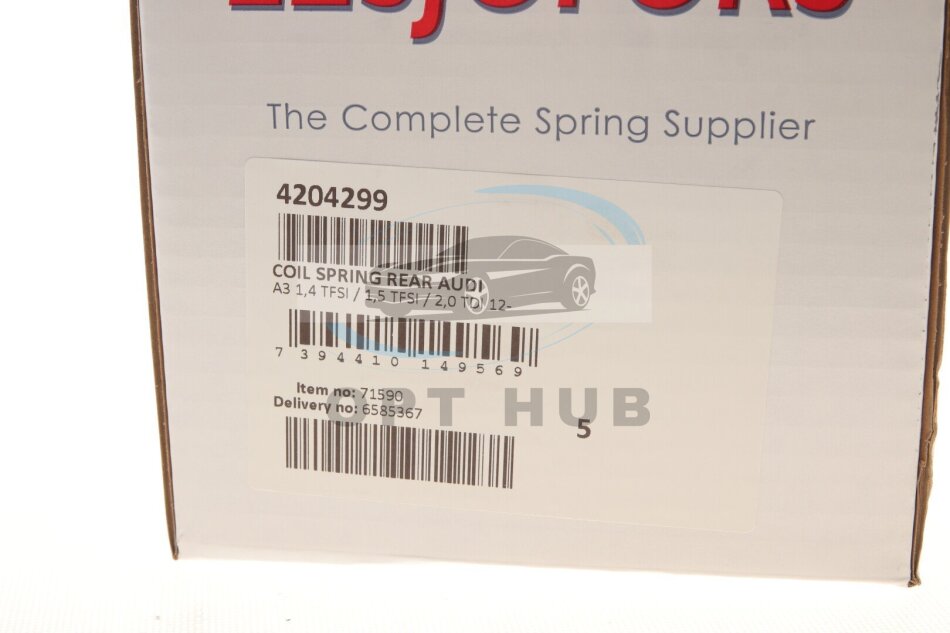 LESJÖFORS
The Complete Spring Supplier
4204299
COIL SPRING REAR AUDI
A3 1,4 TFSI / 1,5 TFSI / 2,0 TDI 12-
7 394410 149569
Item no: 71590
Delivery no: 6585367
OPT HUB
5